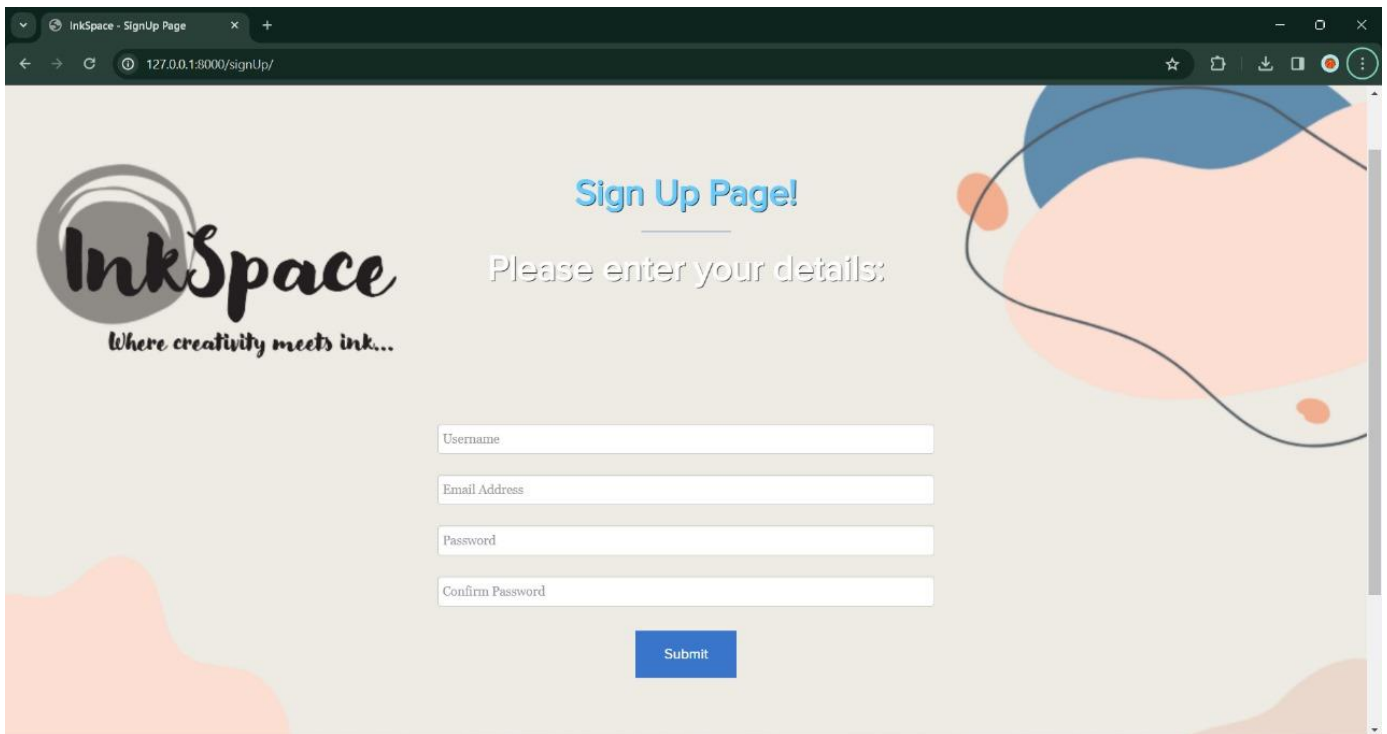 InkSpace - SignUp Page
127.0.0.1:8000/signUp/
InkSpace
Where creativity meets ink...
Sign Up Page!
Please enter your details:
Username
Email Address
Password
Confirm Password
Submit